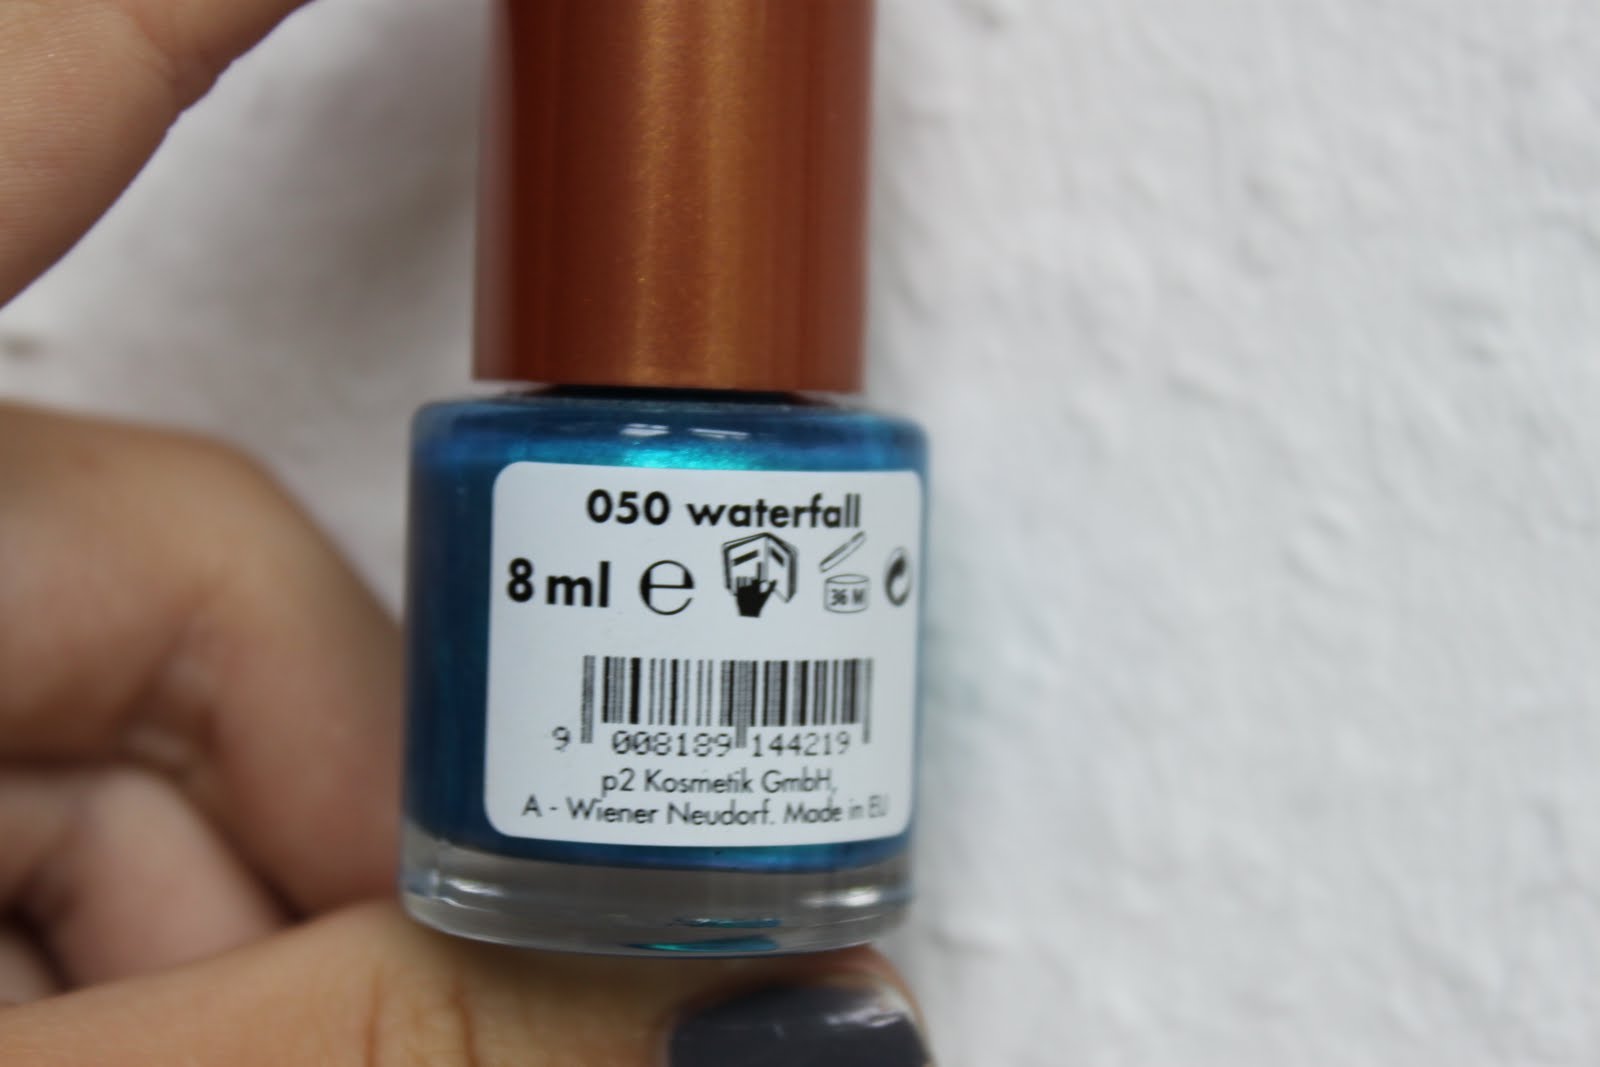 050 waterfall
8 ml e 36 M
9 008189 144219
p2 Kosmetik GmbH,
A - Wiener Neudorf. Made in EU